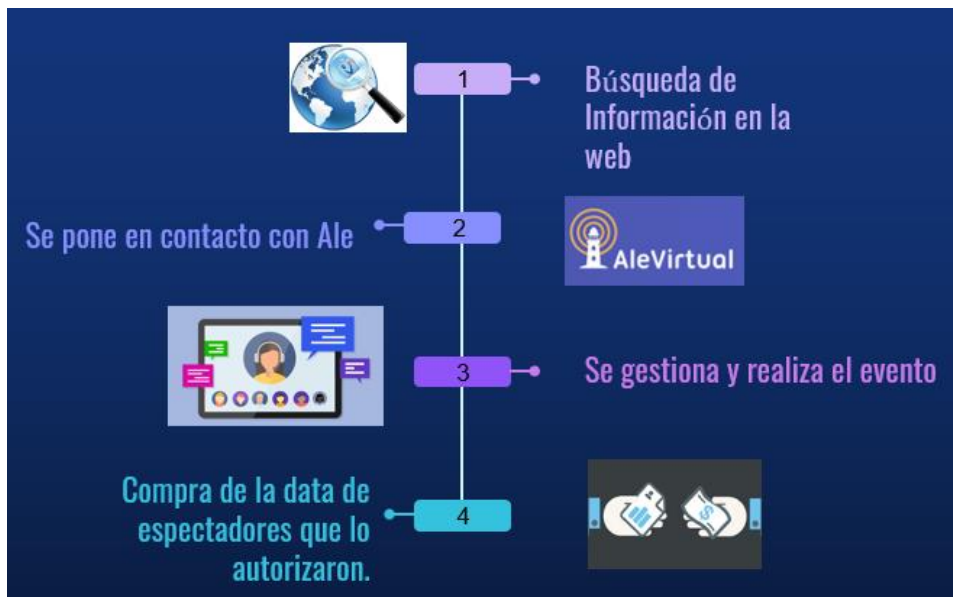 1
Búsqueda de
Información en la
web
Se pone en contacto con Ale
2
AleVirtual
3
Se gestiona y realiza el evento
Compra de la data de
espectadores que lo
autorizaron.
4
$